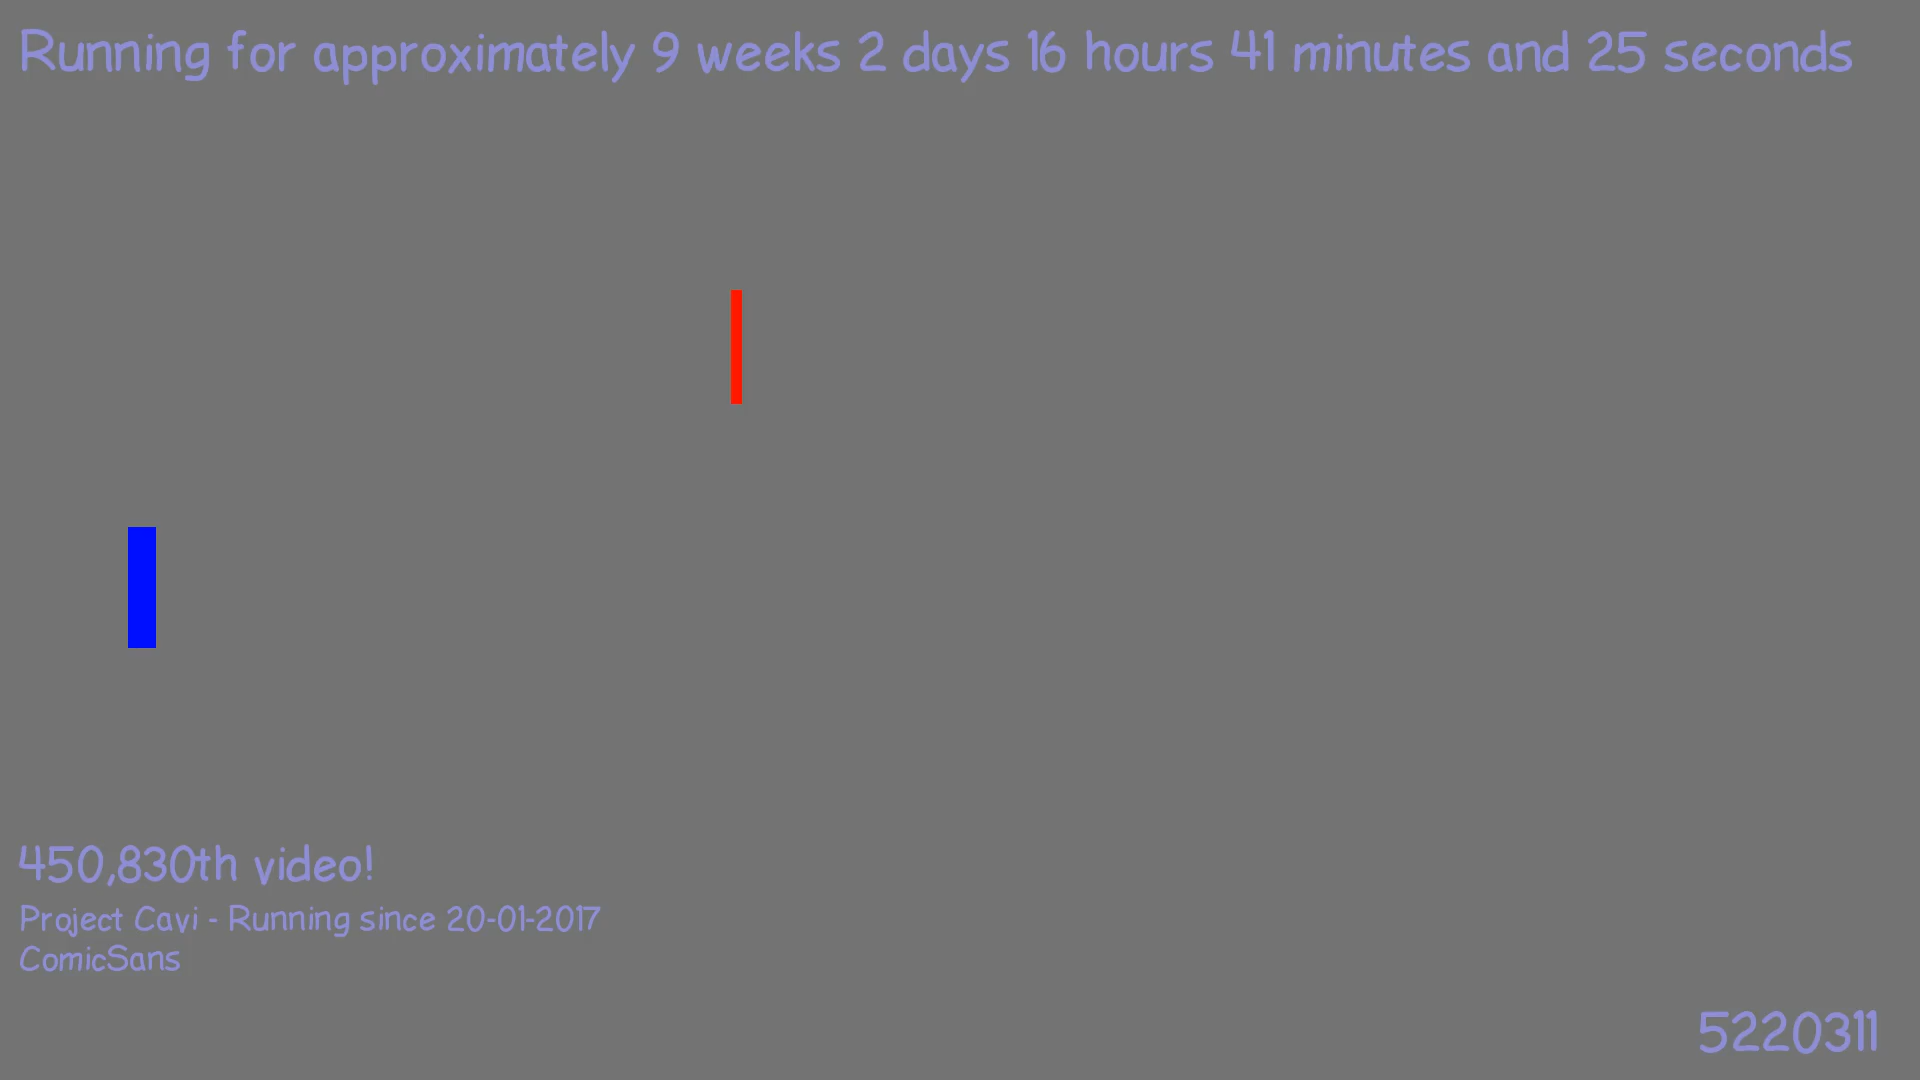 Running for approximately 9 weeks 2 days 16 hours 41 minutes and 25 seconds
450,830th video!
Project Cavi - Running since 20-01-2017
ComicSans
5220311